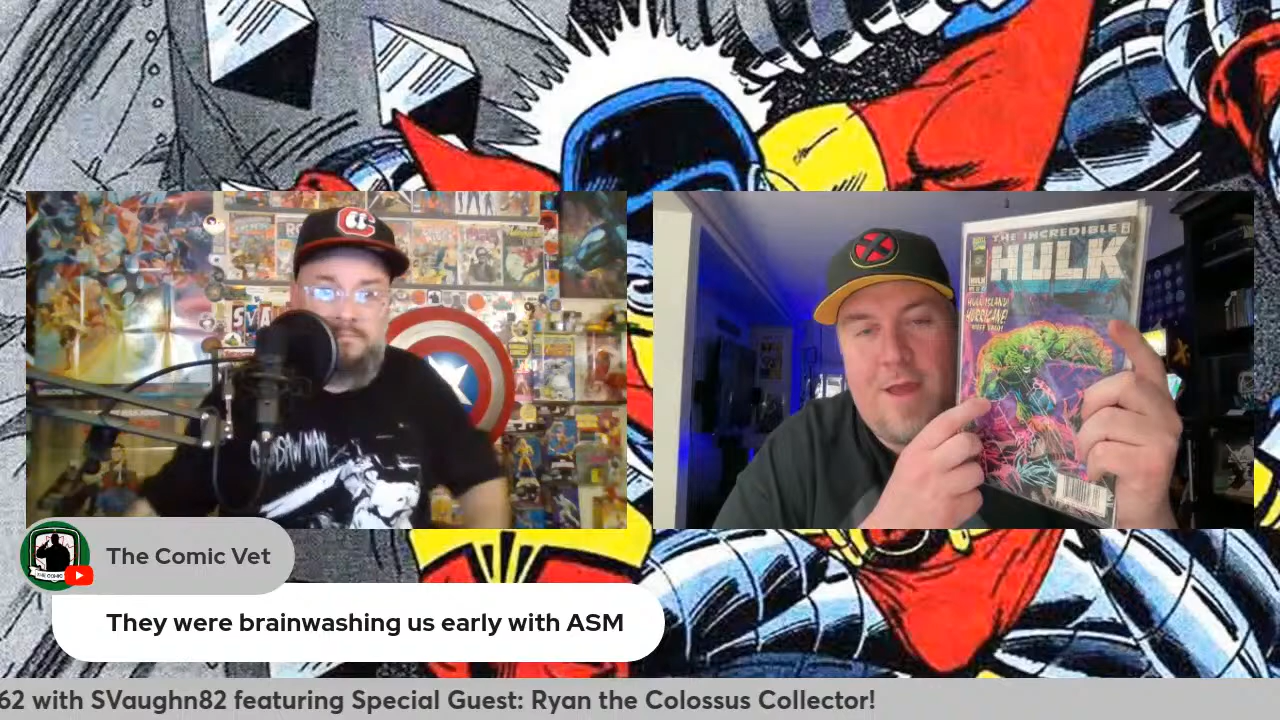 THE INCREDIBLE
HULK
HURRICANE!
The Comic Vet
They were brainwashing us early with ASM
62 with SVaughn82 featuring Special Guest: Ryan the Colossus Collector!